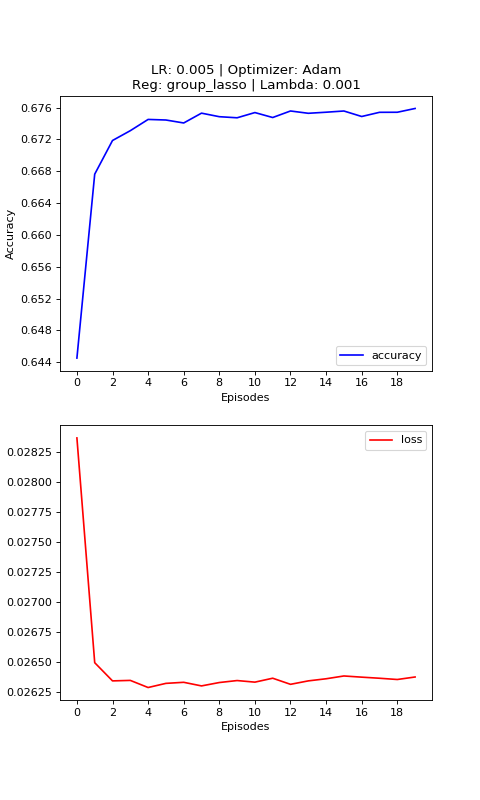 LR: 0.005 | Optimizer: Adam
Reg: group_lasso | Lambda: 0.001
0.676
0.672
0.668
0.664
0.660
0.656
0.652
0.648
0.644
Accuracy
accuracy
0 2 4 6 8 10 12 14 16 18
Episodes
loss
0.02825
0.02800
0.02775
0.02750
0.02725
0.02700
0.02675
0.02650
0.02625
0 2 4 6 8 10 12 14 16 18
Episodes